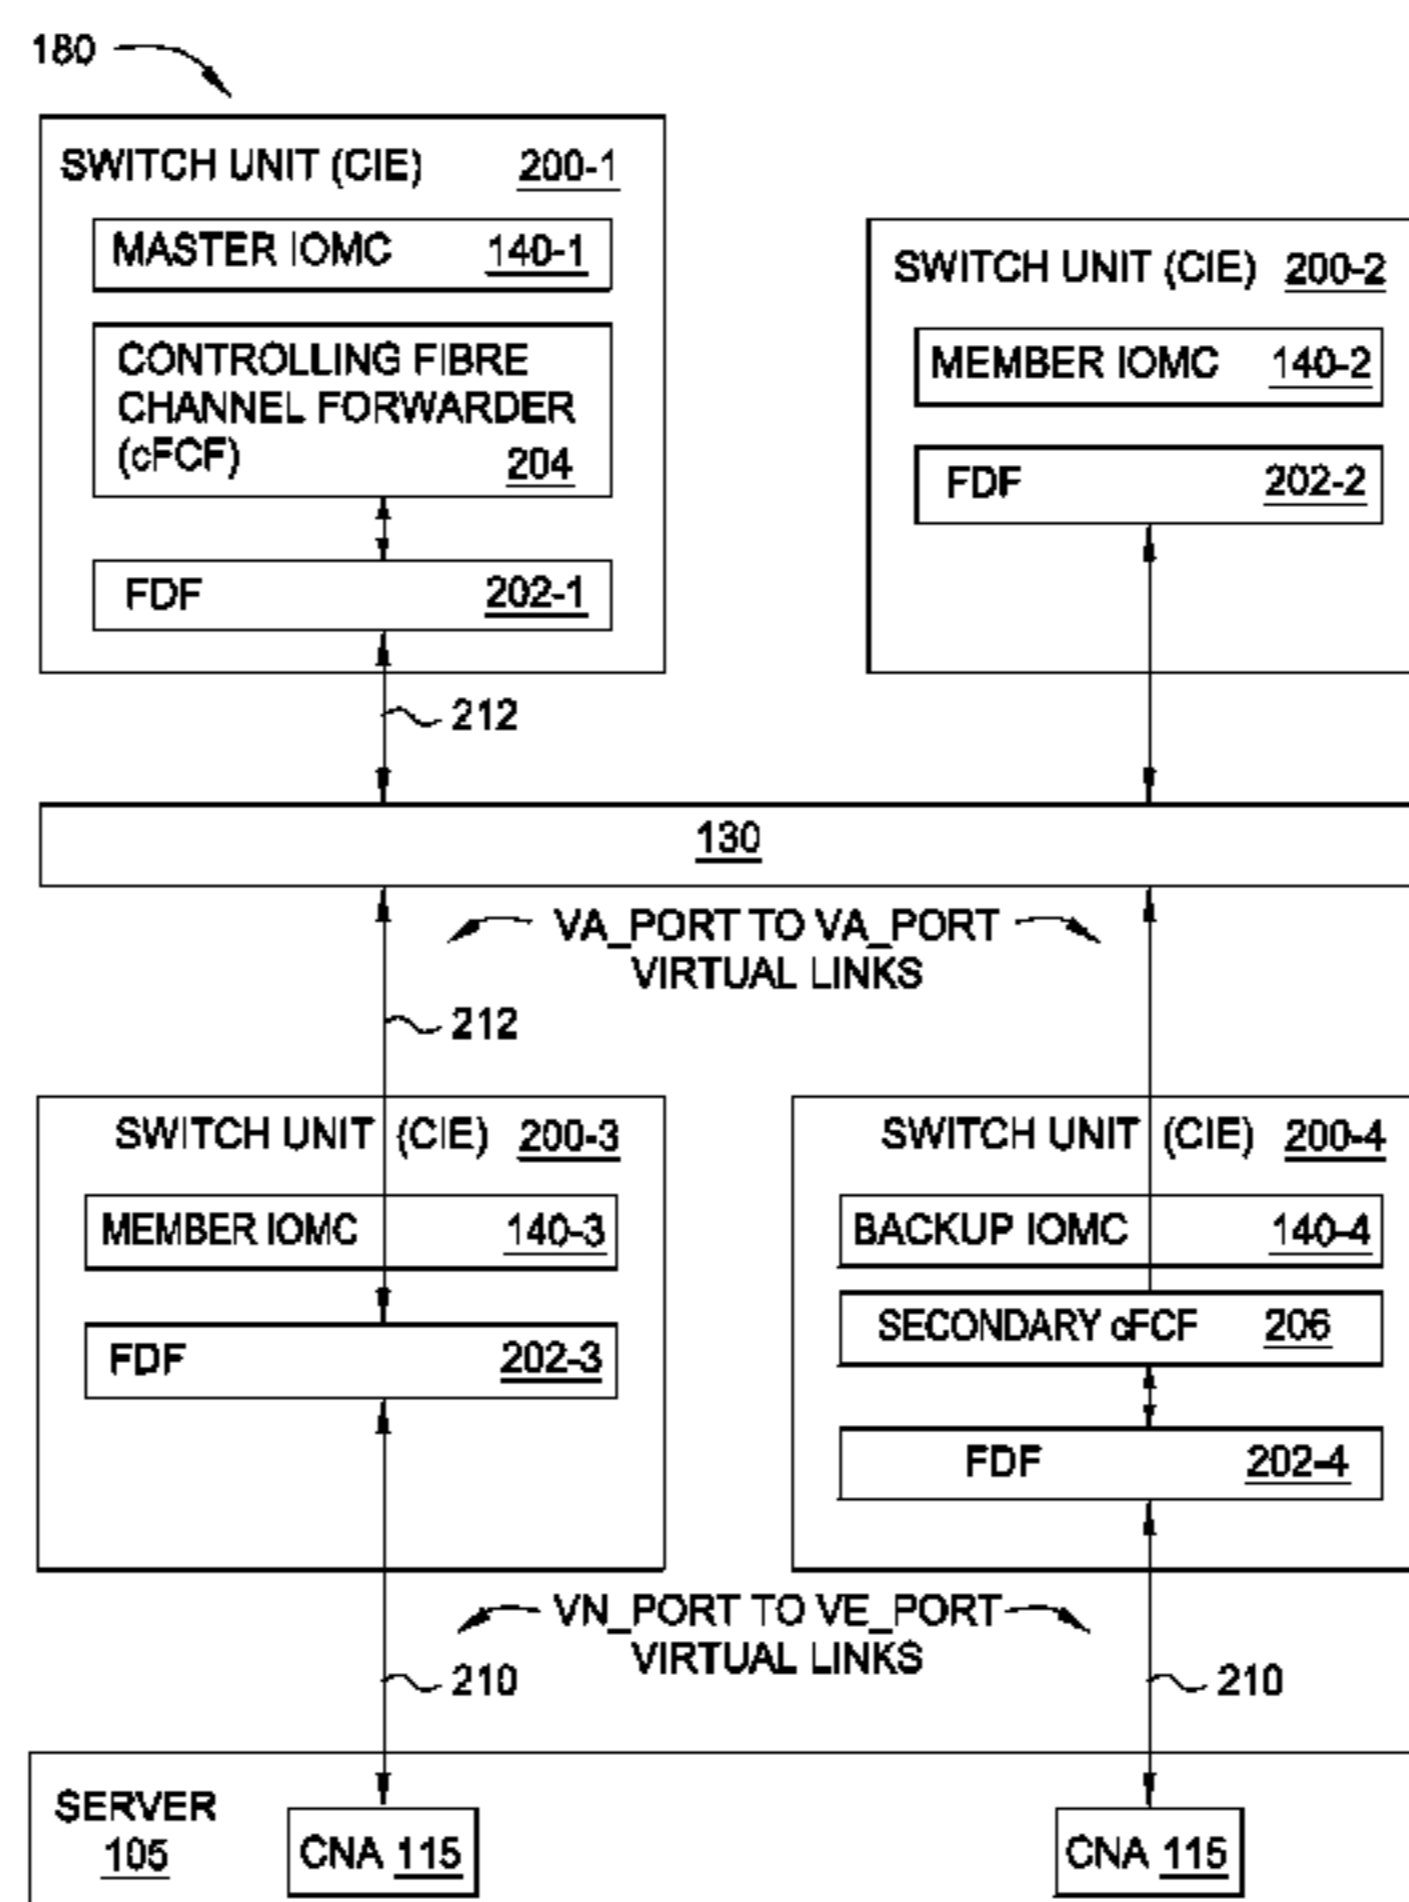 180
SWITCH UNIT (CIE) 200-1
MASTER IOMC 140-1
CONTROLLING FIBRE
CHANNEL FORWARDER
(cFCF) 204
FDF 202-1
212
SWITCH UNIT (CIE) 200-2
MEMBER IOMC 140-2
FDF 202-2
130
VA_PORT TO VA_PORT
VIRTUAL LINKS
212
SWITCH UNIT (CIE) 200-3
MEMBER IOMC 140-3
FDF 202-3
SWITCH UNIT (CIE) 200-4
BACKUP IOMC 140-4
SECONDARY cFCF 206
FDF 202-4
VN_PORT TO VE_PORT
VIRTUAL LINKS
210
210
SERVER
105
CNA 115
CNA 115